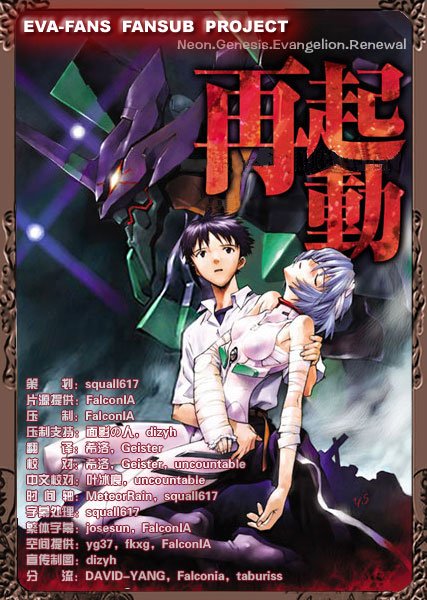 EVA-FANS FANSUB PROJECT
Neon.Genesis.Evangelion.Renewal
再起動
策 划：squall617
片源提供：FalconIA
压 制：FalconIA
压制支持：面影の人，dizyh
翻 译：希洛，Geister
校 对：希洛，Geister，uncountable
中文校对：叶冰痕，uncountable
时 间 轴：MeteorRain，squall617
字幕处理：squall617
繁体字幕：josesun，FalconIA
空间提供：yg37，fkxg，FalconIA
宣传制图：dizyh
分 流：DAVID-YANG，Falconia，taburiss